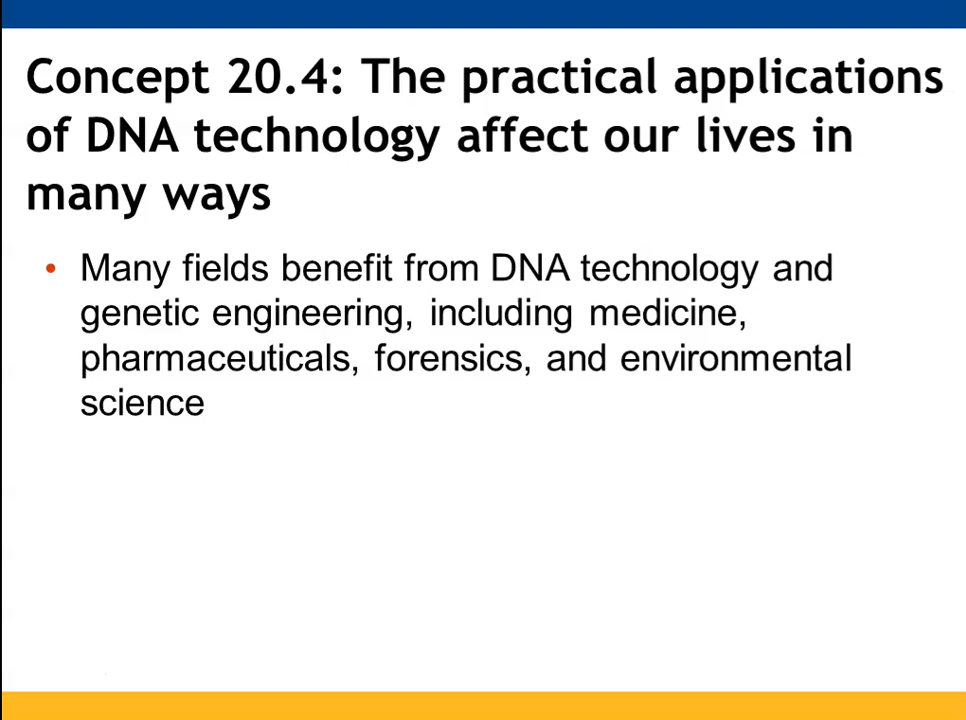 Concept 20.4: The practical applications
of DNA technology affect our lives in
many ways
• Many fields benefit from DNA technology and
genetic engineering, including medicine,
pharmaceuticals, forensics, and environmental
science